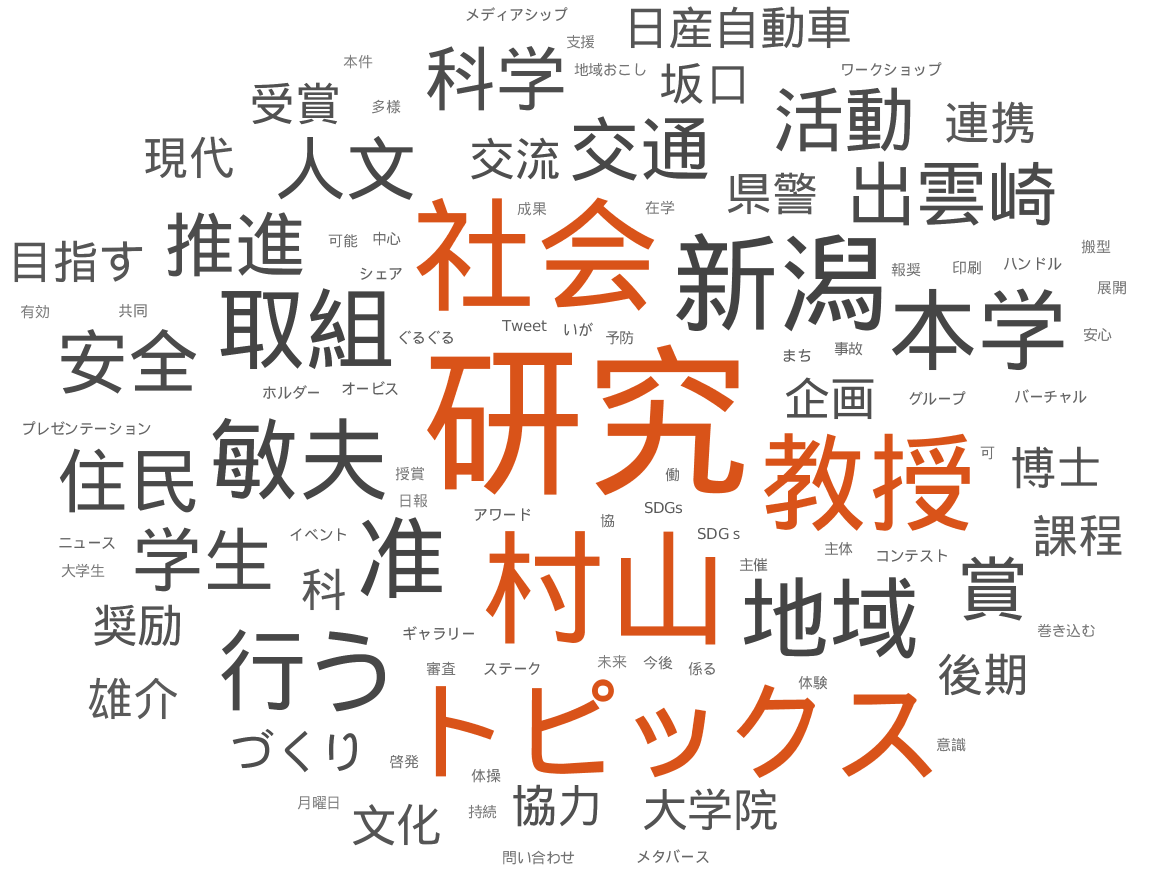 メディアシップ
日産自動車
支援
科学
本件
地域おこし
坂口
ワークショップ
受賞
多様
活動
連携
現代
人文
交流
交通
県警
出雲崎
社会
成果
在学
目指す
推進
可能
中心
新潟
搬型
シェア
報奨
印刷
ハンドル
取組
本学
展開
有効
共同
安全
ぐるぐる
Tweet
いが
予防
まち
事故
安心
研究
ホルダー
オービス
企画
グループ
バーチャル
プレゼンテーション
敏夫
教授
住民
授賞
働
可
博士
日報
アワード
協
SDGs
SDGｓ
ニュース
大学生
学生
イベント
准
村山
主体
コンテスト
課程
科
主催
地域
賞
奨励
行う
ギャラリー
巻き込む
審査
ステーク
未来
今後
係る
後期
雄介
トピックス
体験
づくり
啓発
体操
意識
月曜日
文化
持続
協力
大学院
問い合わせ
メタバース